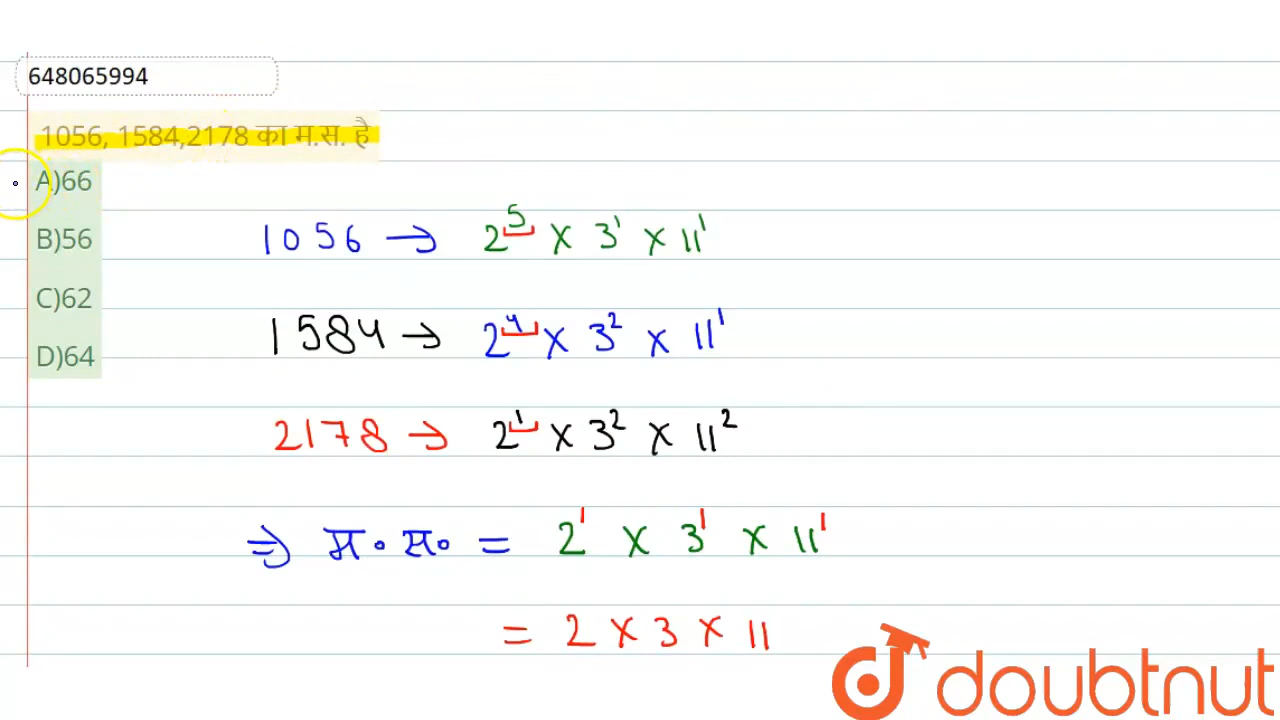 648065994
1056, 1584,2178 का म.स. है
A)66
B)56
C)62
D)64
1056 → 2⁵ × 3¹ × 11¹
1584 → 2⁴ × 3² × 11¹
2178 → 2¹ × 3² × 11²
⇒ म॰ स॰ = 2¹ × 3¹ × 11¹
= 2 × 3 × 11
doubtnut